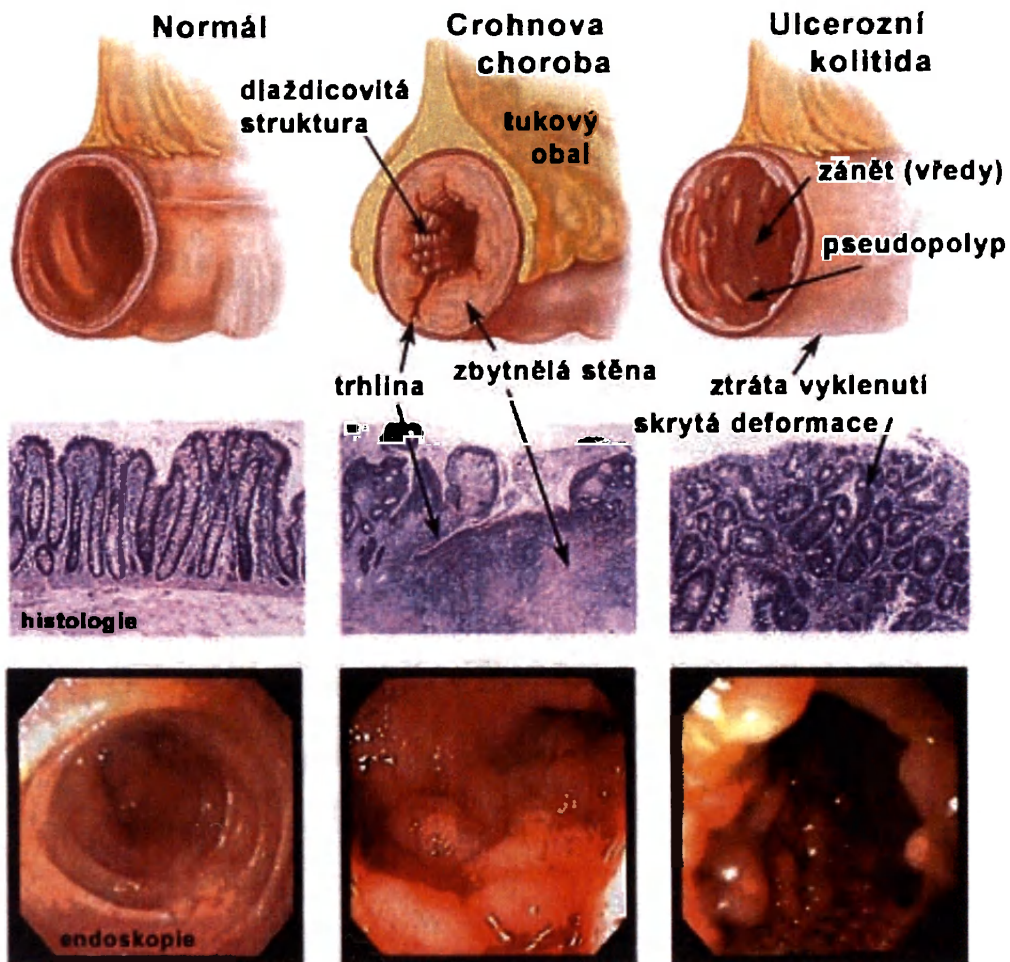 Normál
Crohnova
choroba
Ulcerozní
kolitida
dlaždicovitá
struktura
tukový
obal
zánět (vředy)
pseudopolyp
trhlina
zbytnělá stěna
ztráta vyklenutí
skrytá deformace
histologie
endoskopie